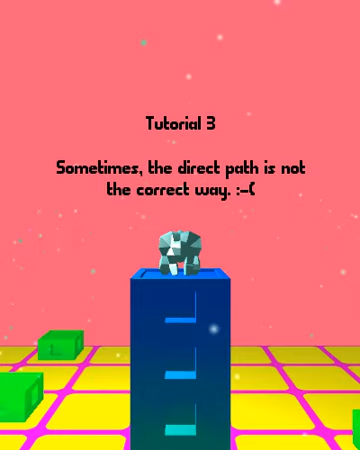 Tutorial 3
Sometimes, the direct path is not
the correct way. :-(